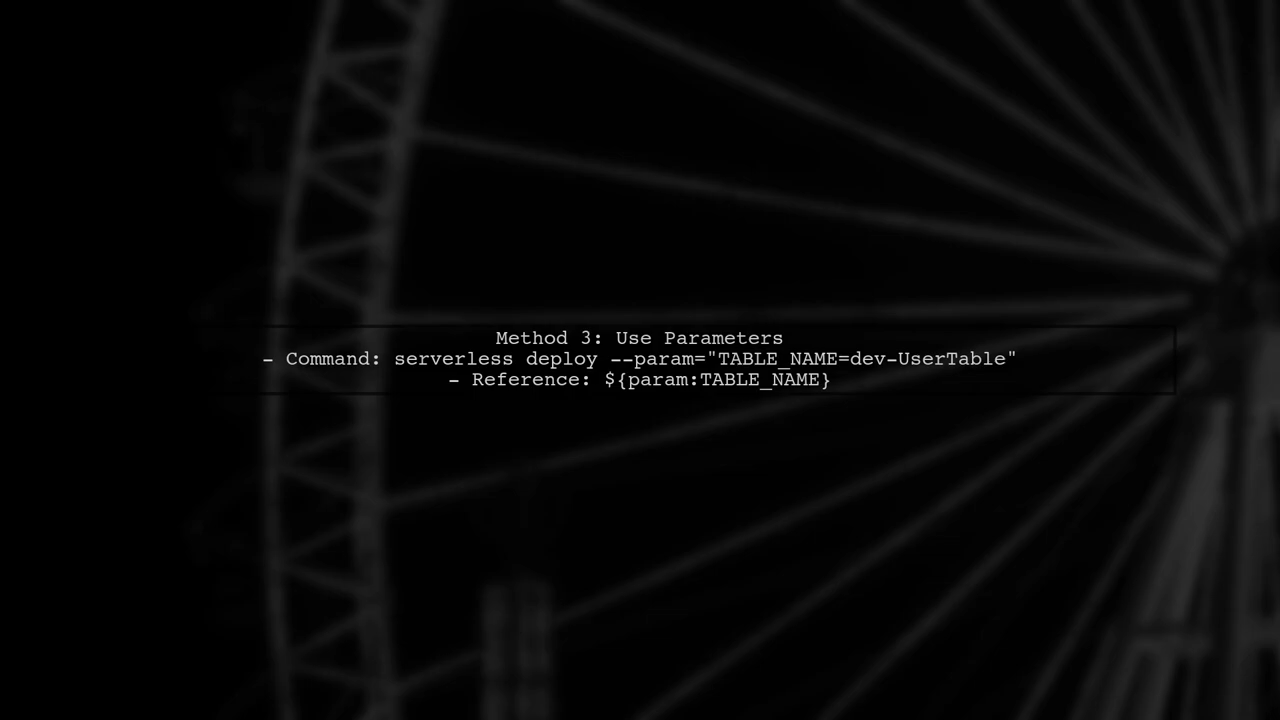 Method 3: Use Parameters
- Command: serverless deploy --param="TABLE_NAME=dev-UserTable"
- Reference: ${param:TABLE_NAME}